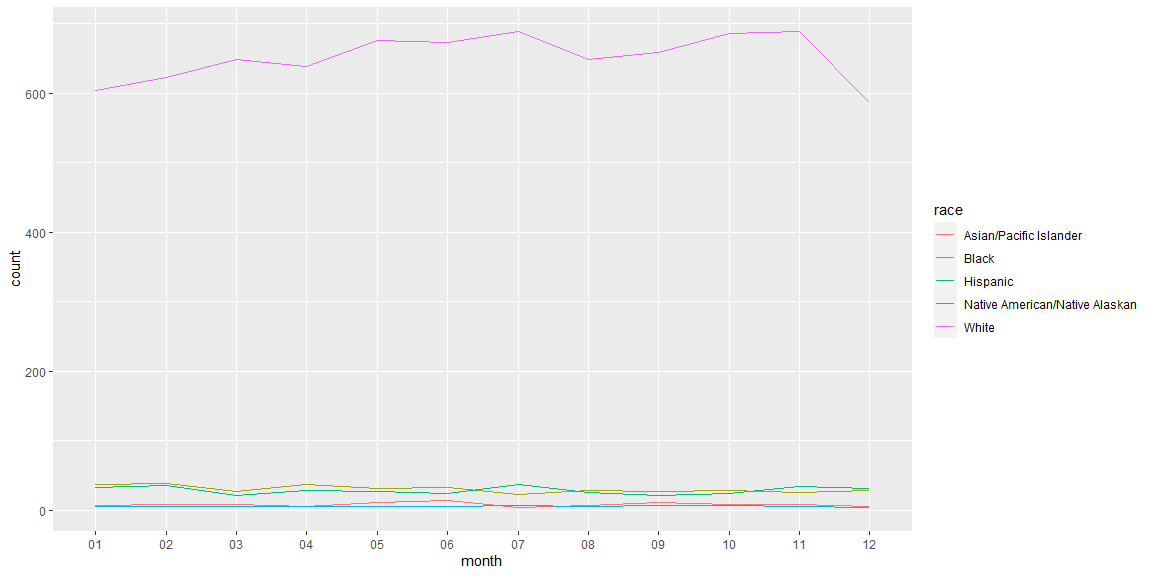 600
400
200
0
count
01 02 03 04 05 06 07 08 09 10 11 12
month
race
Asian/Pacific Islander
Black
Hispanic
Native American/Native Alaskan
White